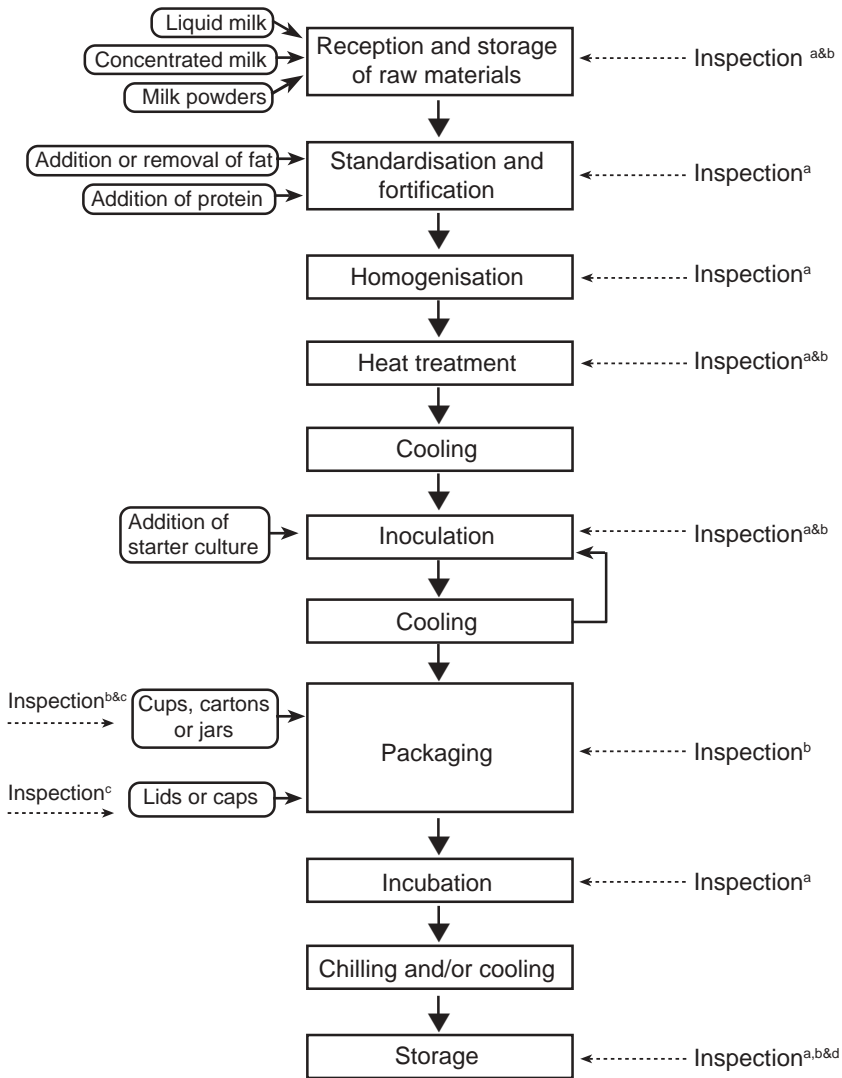 Liquid milk
Concentrated milk
Milk powders
Reception and storage
of raw materials
Inspection a&b
Addition or removal of fat
Addition of protein
Standardisation and
fortification
Inspectiona
Homogenisation
Inspectiona
Heat treatment
Inspectiona&b
Cooling
Addition of
starter culture
Inoculation
Inspectiona&b
Cooling
Inspectionb&c
Cups, cartons
or jars
Inspectionc
Lids or caps
Packaging
Inspectionb
Incubation
Inspectiona
Chilling and/or cooling
Storage
Inspectiona,b&d